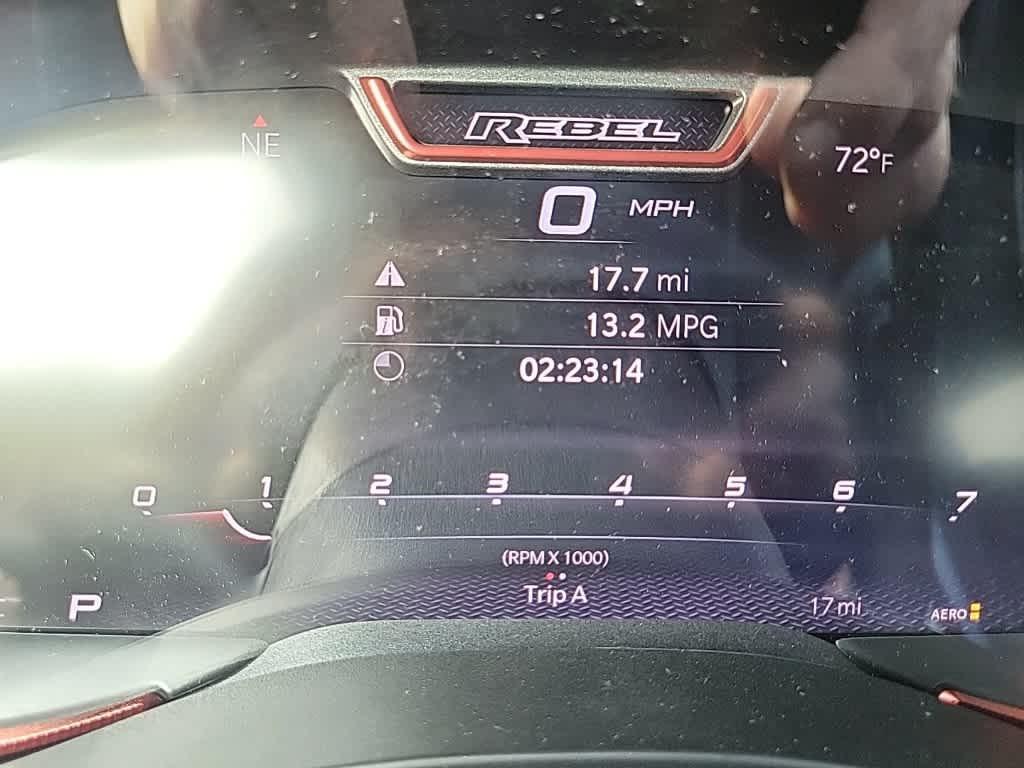 REBEL
NE
72°F
0 MPH
17.7 mi
13.2 MPG
02:23:14
0 1 2 3 4 5 6 7
(RPM X 1000)
Trip A
P
17 mi
AERO